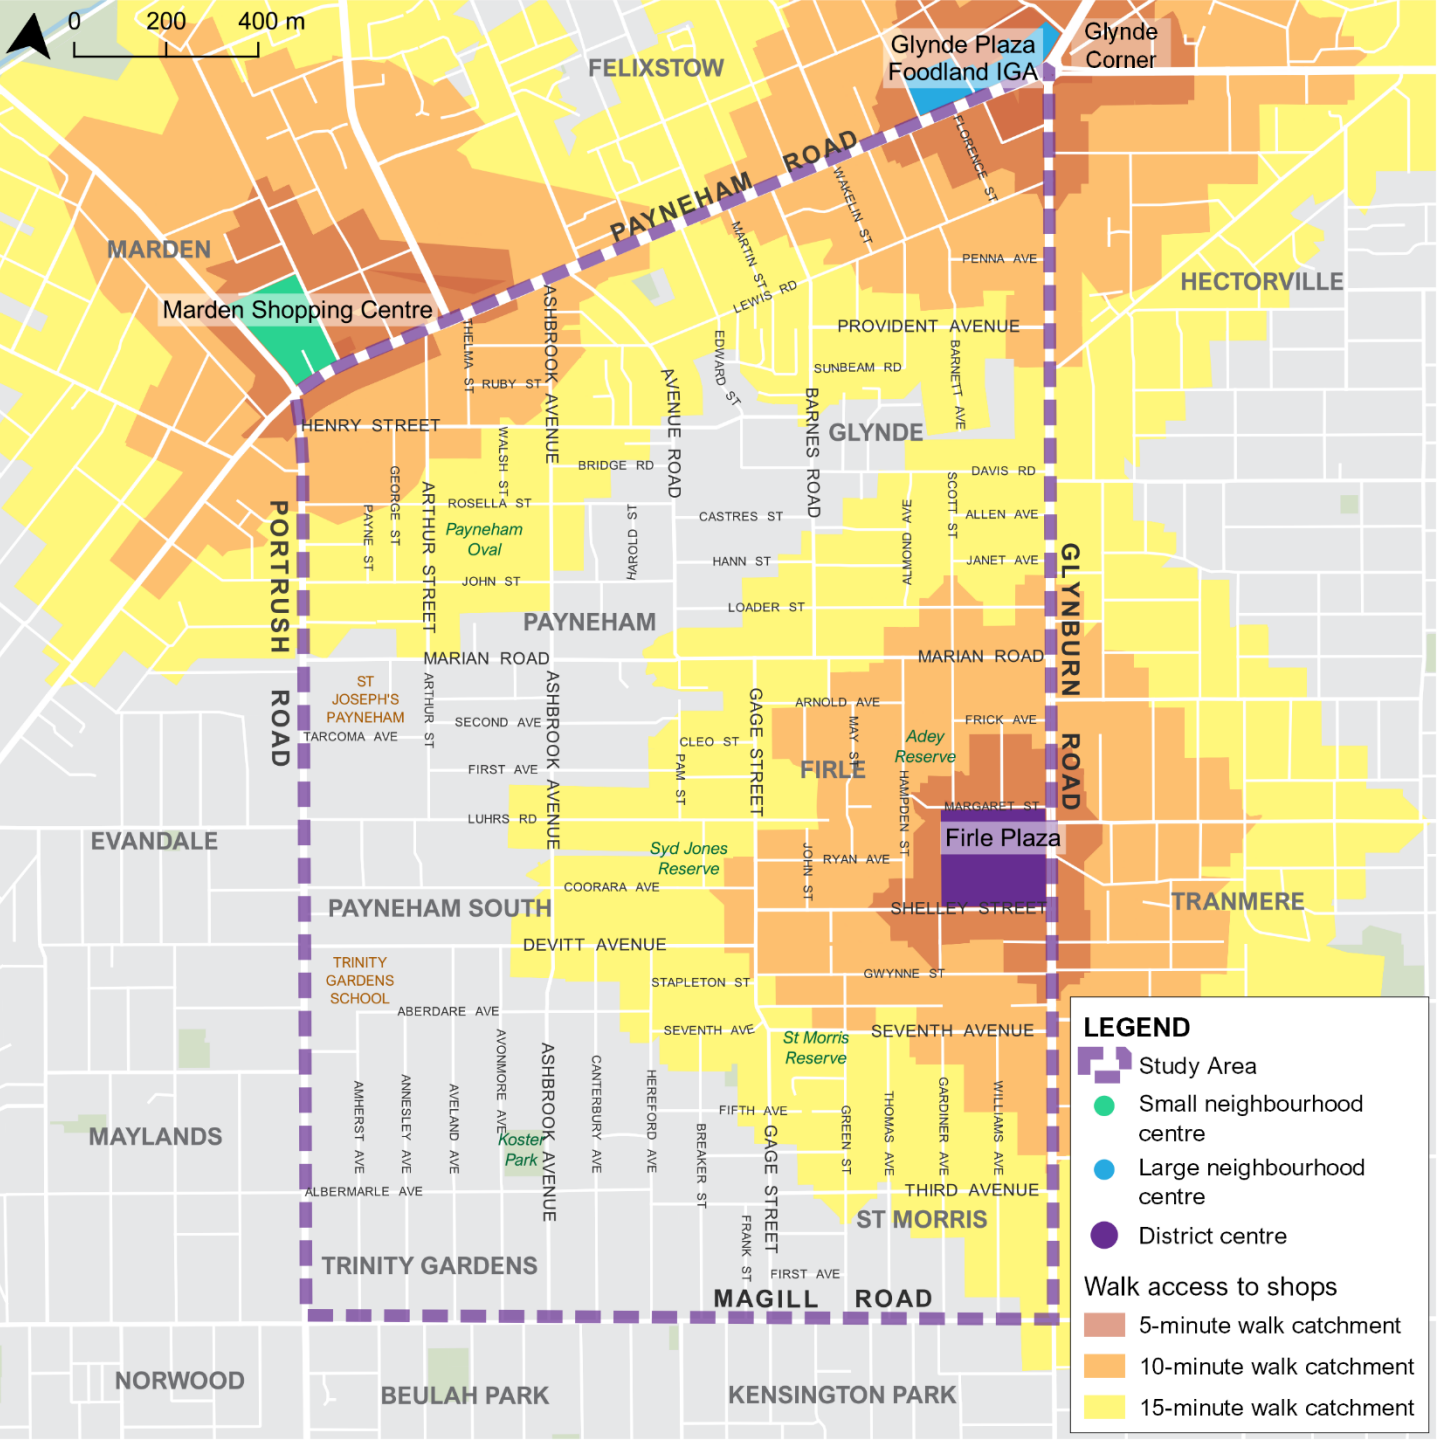 0 200 400 m
FELIXSTOW
Glynde Plaza
Foodland IGA
Glynde
Corner
PAYNEHAM ROAD
FLORENCE ST
WAKELIN ST
MARTIN ST
LEWIS RD
PENNA AVE
MARDEN
HECTORVILLE
Marden Shopping Centre
THELMA ST
ASHBROOK AVENUE
RUBY ST
EDWARD ST
PROVIDENT AVENUE
SUNBEAM RD
BARNETT AVE
AVENUE ROAD
BARNES ROAD
GLYNDE
HENRY STREET
WALSH ST
BRIDGE RD
GEORGE ST
DAVIS RD
ARTHUR STREET
ROSELLA ST
PAYNE ST
Payneham
Oval
HAROLD ST
CASTRES ST
ALMOND AVE
SCOTT ST
ALLEN AVE
HANN ST
JANET AVE
JOHN ST
LOADER ST
PORTRUSH ROAD
GLYNBURN ROAD
PAYNEHAM
MARIAN ROAD
MARIAN ROAD
ST
JOSEPH'S
PAYNEHAM
ARTHUR ST
TARCOMA AVE
SECOND AVE
ASHBROOK AVENUE
GAGE STREET
ARNOLD AVE
MAY ST
FRICK AVE
CLEO ST
Adey
Reserve
FIRST AVE
PAM ST
FIRLE
HAMPDEN ST
MARGARET ST
LUHRS RD
EVANDALE
Firle Plaza
Syd Jones
Reserve
JOHN ST
RYAN AVE
COORARA AVE
PAYNEHAM SOUTH
SHELLEY STREET
TRANMERE
DEVITT AVENUE
TRINITY
GARDENS
SCHOOL
STAPLETON ST
GWYNNE ST
ABERDARE AVE
SEVENTH AVE
SEVENTH AVENUE
St Morris
Reserve
AMHERST AVE
ANNESLEY AVE
AVELAND AVE
AVONMORE AVE
ASHBROOK AVENUE
CANTERBURY AVE
HEREFORD AVE
BREAKER ST
FIFTH AVE
GAGE STREET
GREEN ST
THOMAS AVE
GARDINER AVE
WILLIAMS AVE
MAYLANDS
Koster
Park
ALBERMARLE AVE
THIRD AVENUE
ST MORRIS
FRANK ST
TRINITY GARDENS
FIRST AVE
MAGILL ROAD
NORWOOD
BEULAH PARK
KENSINGTON PARK
LEGEND
Study Area
Small neighbourhood
centre
Large neighbourhood
centre
District centre
Walk access to shops
5-minute walk catchment
10-minute walk catchment
15-minute walk catchment